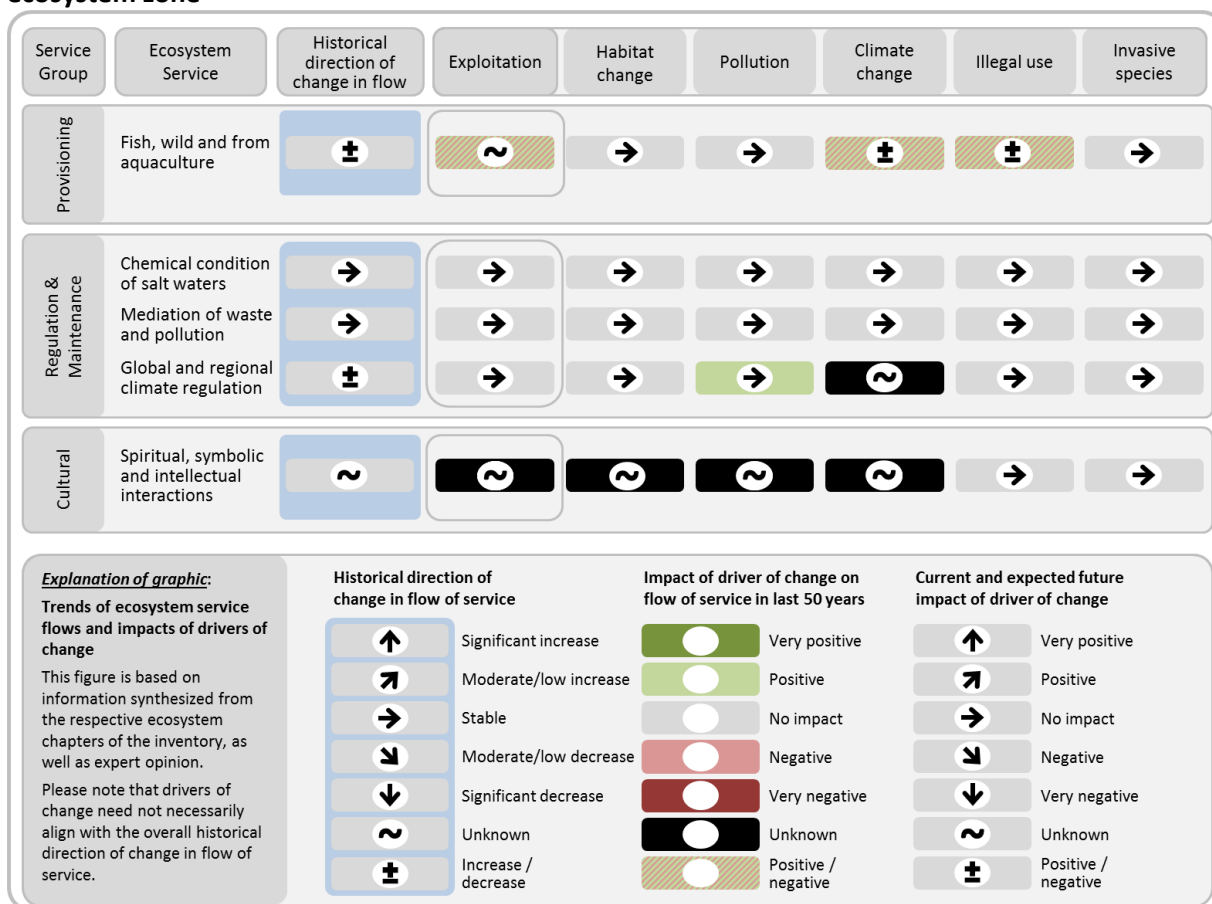 ecosystem zone
Service
Group
Ecosystem
Service
Historical
direction of
change in flow
Exploitation
Habitat
change
Pollution
Climate
change
Illegal use
Invasive
species
Provisioning
Fish, wild and from
aquaculture
±
~
→
→
±
±
→
Regulation &
Maintenance
Chemical condition
of salt waters
→
→
→
→
→
→
→
Mediation of waste
and pollution
→
→
→
→
→
→
→
Global and regional
climate regulation
±
→
→
→
~
→
→
Cultural
Spiritual, symbolic
and intellectual
interactions
~
~
~
~
~
→
→
Explanation of graphic:
Trends of ecosystem service
flows and impacts of drivers of
change
This figure is based on
information synthesized from
the respective ecosystem
chapters of the inventory, as
well as expert opinion.
Please note that drivers of
change need not necessarily
align with the overall historical
direction of change in flow of
service.
Historical direction of
change in flow of service
↑ Significant increase
↗ Moderate/low increase
→ Stable
↘ Moderate/low decrease
↓ Significant decrease
~ Unknown
± Increase /
decrease
Impact of driver of change on
flow of service in last 50 years
Very positive
Positive
No impact
Negative
Very negative
Unknown
Positive /
negative
Current and expected future
impact of driver of change
↑ Very positive
↗ Positive
→ No impact
↘ Negative
↓ Very negative
~ Unknown
± Positive /
negative